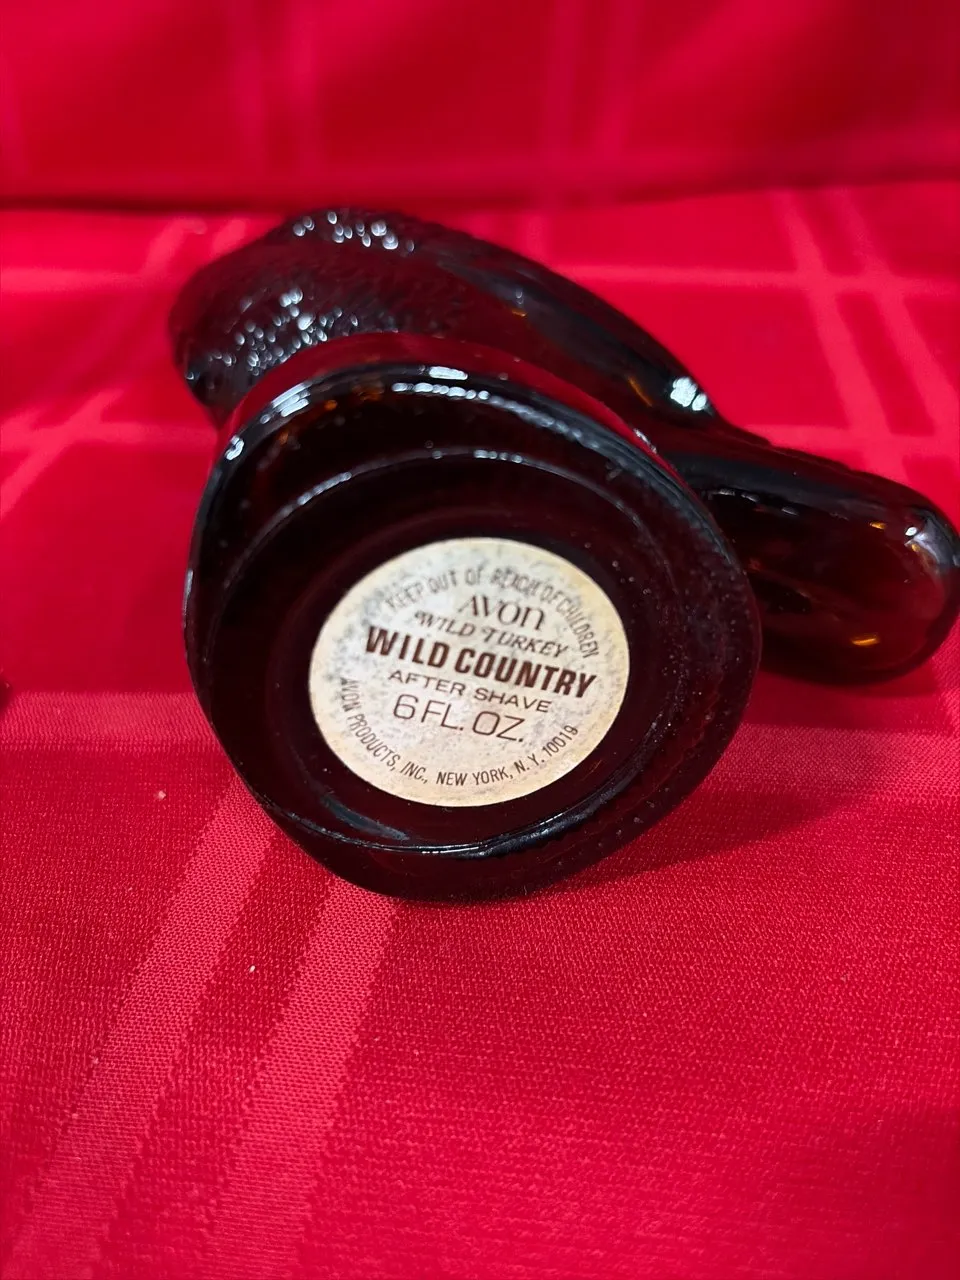 KEEP OUT OF REACH OF CHILDREN
AVON
WILD TURKEY
WILD COUNTRY
AFTER SHAVE
6 FL. OZ.
AVON PRODUCTS, INC., NEW YORK, N.Y. 10019